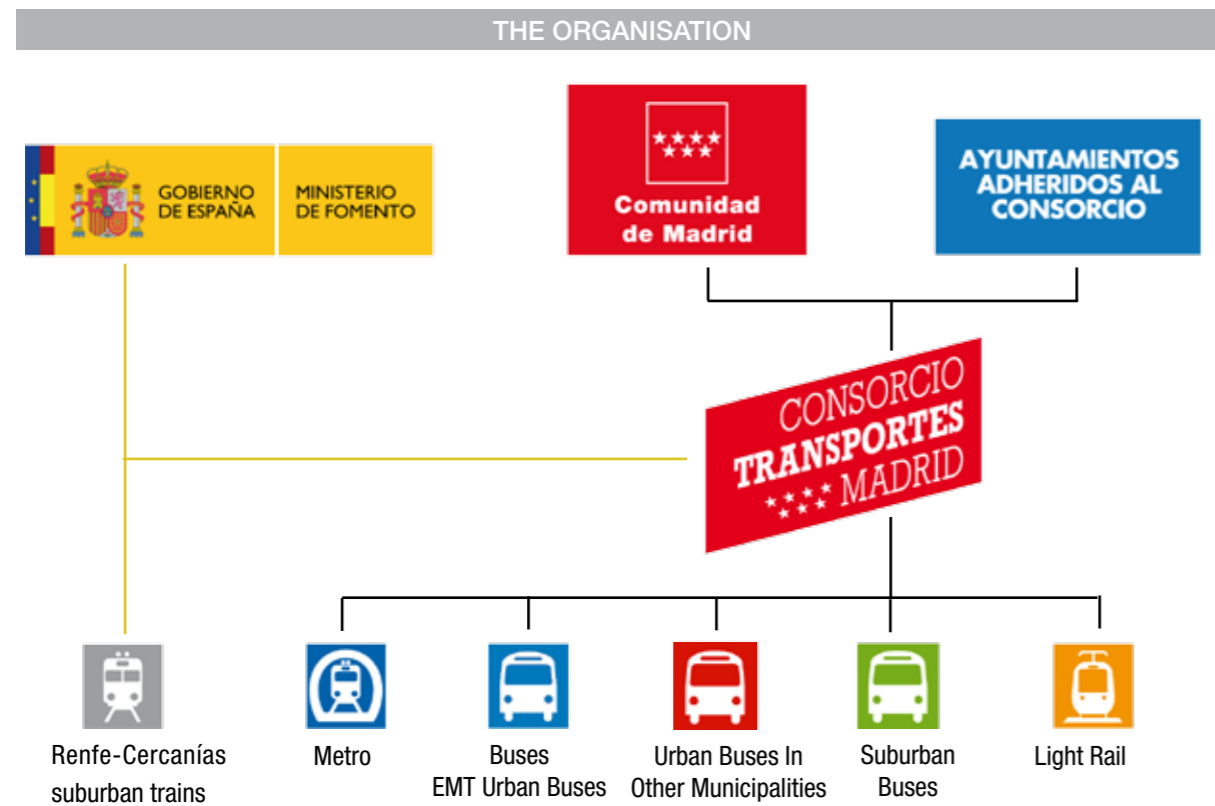 THE ORGANISATION
GOBIERNO
DE ESPAÑA
MINISTERIO
DE FOMENTO
Comunidad
de Madrid
AYUNTAMIENTOS
ADHERIDOS AL
CONSORCIO
CONSORCIO
TRANSPORTES
MADRID
Renfe-Cercanías
suburban trains
Metro
Buses
EMT Urban Buses
Urban Buses In
Other Municipalities
Suburban
Buses
Light Rail